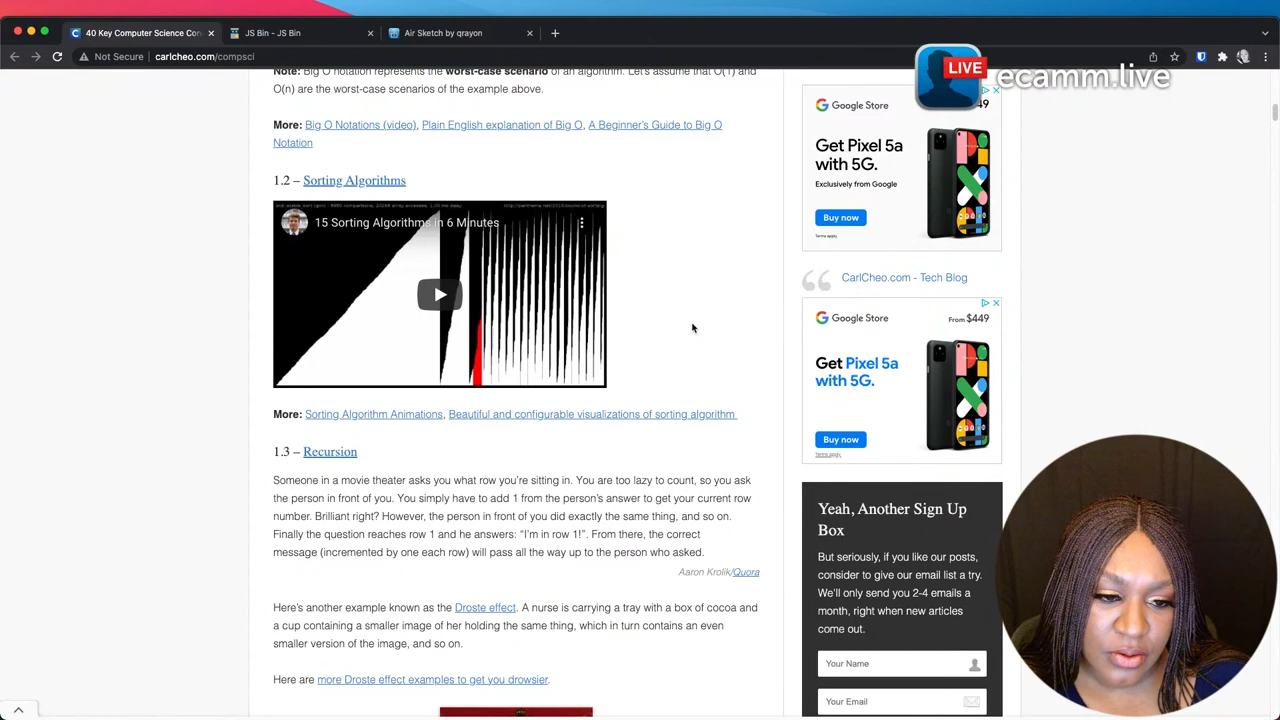 40 Key Computer Science Con
JS Bin - JS Bin
Air Sketch by qrayon
Not Secure
carlcheo.com/compsci
LIVE
ecamm.live
Note: Big O notation represents the worst-case scenario of an algorithm. Let's assume that O(1) and
O(n) are the worst-case scenarios of the example above.
More: Big O Notations (video), Plain English explanation of Big O, A Beginner's Guide to Big O
Notation
1.2 – Sorting Algorithms
15 Sorting Algorithms in 6 Minutes
More: Sorting Algorithm Animations, Beautiful and configurable visualizations of sorting algorithm
1.3 – Recursion
Someone in a movie theater asks you what row you're sitting in. You are too lazy to count, so you ask
the person in front of you. You simply have to add 1 from the person's answer to get your current row
number. Brilliant right? However, the person in front of you did exactly the same thing, and so on.
Finally the question reaches row 1 and he answers: "I'm in row 1!". From there, the correct
message (incremented by one each row) will pass all the way up to the person who asked.
Aaron Krolik/Quora
Here's another example known as the Droste effect. A nurse is carrying a tray with a box of cocoa and
a cup containing a smaller image of her holding the same thing, which in turn contains an even
smaller version of the image, and so on.
Here are more Droste effect examples to get you drowsier.
Google Store
49
Get Pixel 5a
with 5G.
Exclusively from Google
Buy now
Terms apply.
CarlCheo.com - Tech Blog
Google Store
From $449
Get Pixel 5a
with 5G.
Buy now
Terms apply.
Yeah, Another Sign Up
Box
But seriously, if you like our posts,
consider to give our email list a try.
We'll only send you 2-4 emails a
month, right when new articles
come out.
Your Name
Your Email